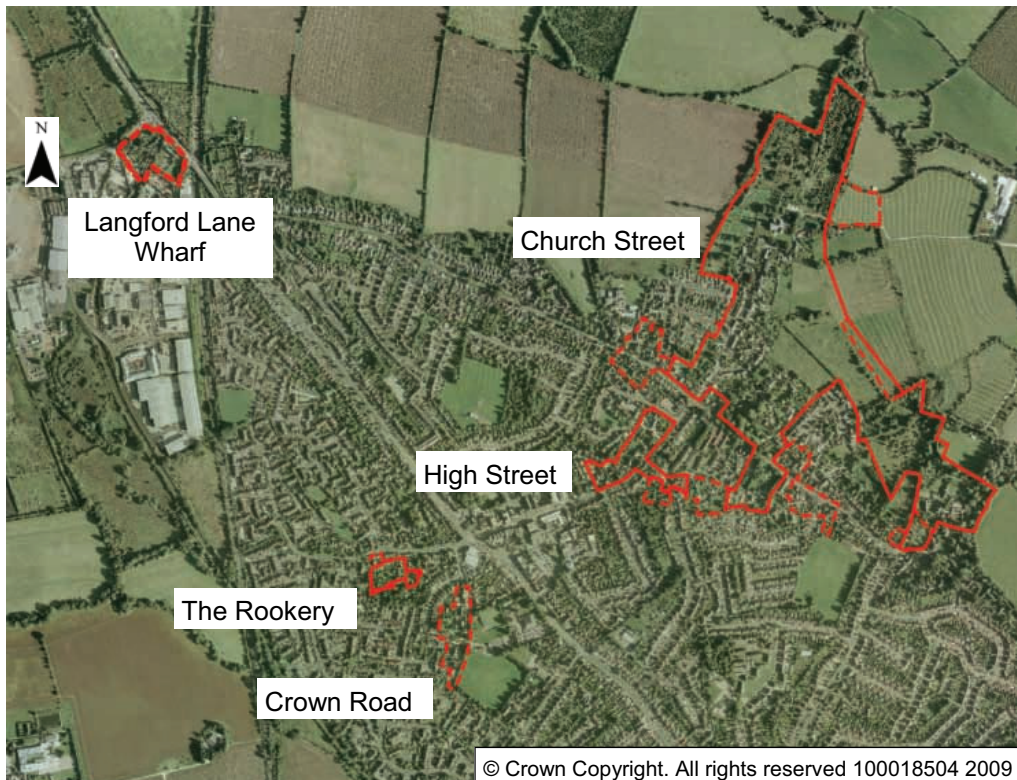 N
Langford Lane
Wharf
Church Street
High Street
The Rookery
Crown Road
© Crown Copyright. All rights reserved 100018504 2009